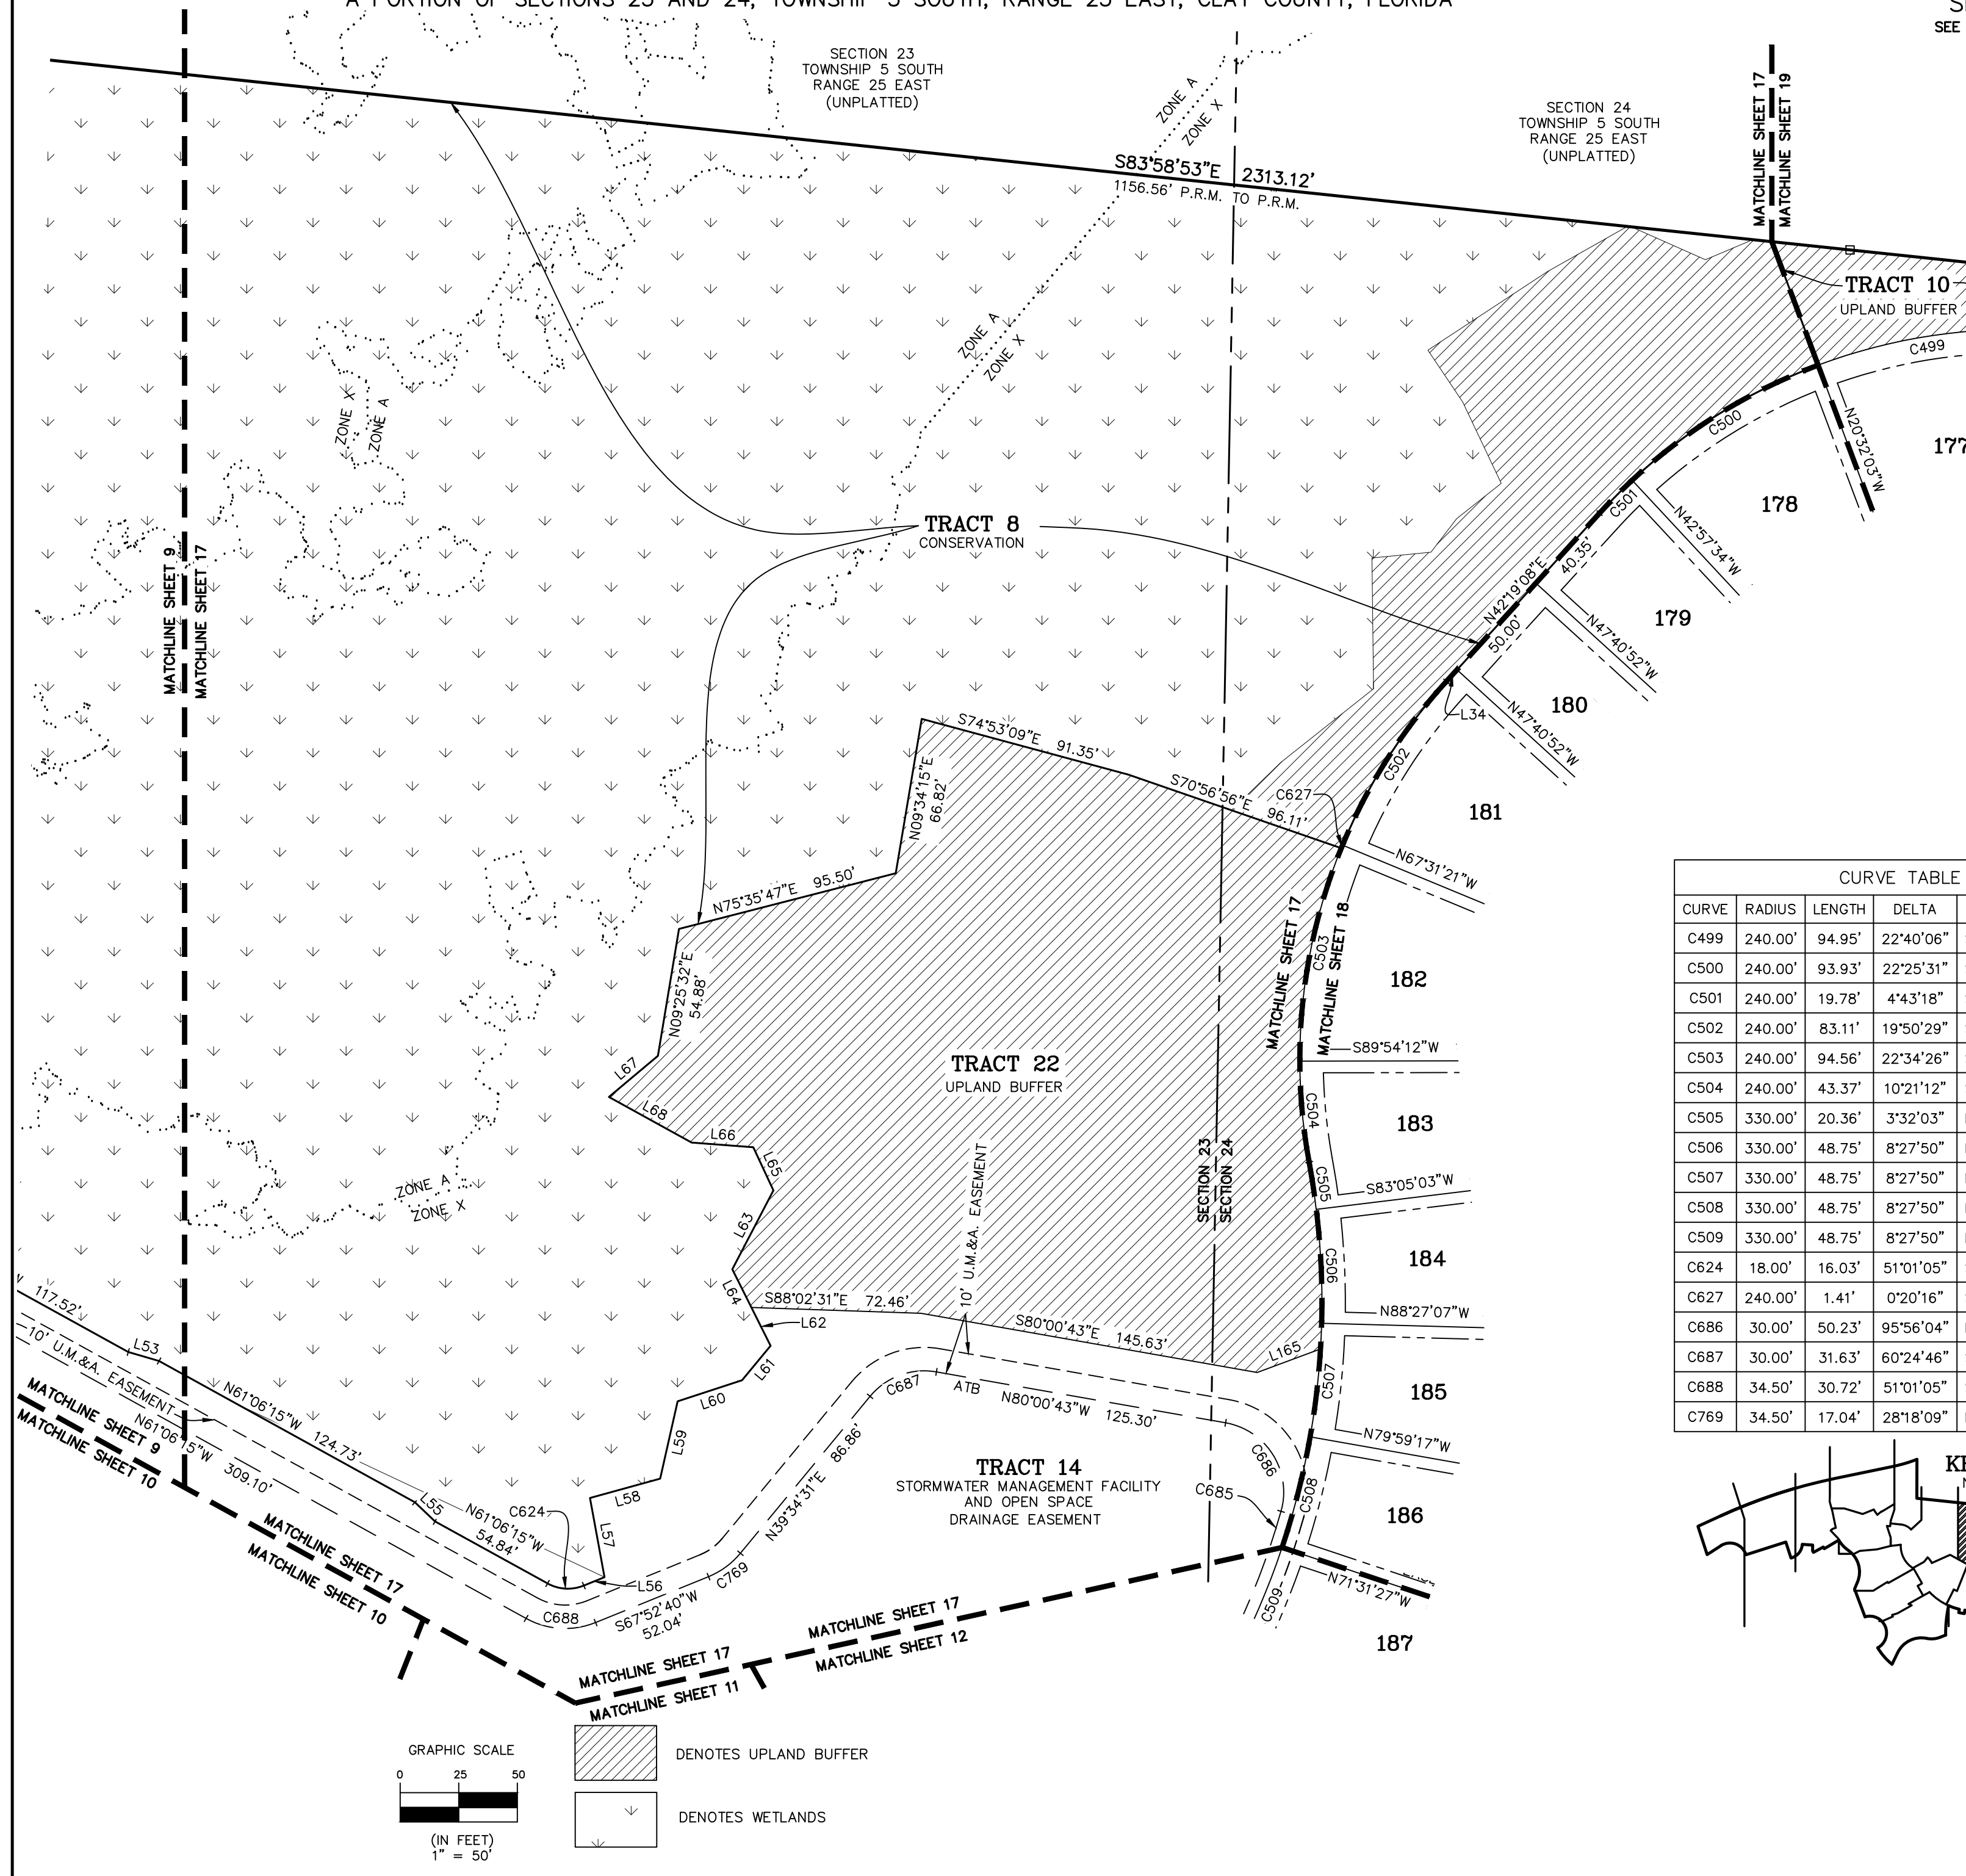 A PORTION OF SECTIONS 23 AND 24, TOWNSHIP 5 SOUTH, RANGE 25 EAST, CLAY COUNTY, FLORIDA
SEE
SECTION 23
TOWNSHIP 5 SOUTH
RANGE 25 EAST
(UNPLATTED)
ZONE A
ZONE X
SECTION 24
TOWNSHIP 5 SOUTH
RANGE 25 EAST
(UNPLATTED)
MATCHLINE SHEET 17
MATCHLINE SHEET 19
S83°58'53"E 2313.12'
1156.56' P.R.M. TO P.R.M.
TRACT 10
UPLAND BUFFER
C499
C500
N20°32'03"W
177
ZONE A
ZONE X
ZONE X
ZONE A
178
C501
N42°57'34"W
TRACT 8
CONSERVATION
40.35'
N42°19'08"E
50.00'
179
N47°40'52"W
MATCHLINE SHEET 9
MATCHLINE SHEET 17
180
L34
N47°40'52"W
C502
S74°53'09"E 91.35'
N09°34'15"E
66.82'
S70°56'56"E
96.11'
C627
181
N67°31'21"W
N75°35'47"E 95.50'
MATCHLINE SHEET 17
MATCHLINE SHEET 18
C503
182
N09°25'32"E
54.88'
S89°54'12"W
TRACT 22
UPLAND BUFFER
L67
L68
L66
L65
C504
183
SECTION 23
SECTION 24
10' U.M.&A. EASEMENT
C505
S83°05'03"W
ZONE A
ZONE X
L63
184
C506
L64
S88°02'31"E 72.46'
L62
S80°00'43"E 145.63'
N88°27'07"W
L165
C507
185
117.52'
L53
10' U.M.&A. EASEMENT
N61°06'15"W 124.73'
L61
L60
L59
C687
ATB
N80°00'43"W 125.30'
N79°59'17"W
C686
MATCHLINE SHEET 9
MATCHLINE SHEET 10
N61°06'15"W 309.10'
N39°34'31"E 86.86'
TRACT 14
STORMWATER MANAGEMENT FACILITY
AND OPEN SPACE
DRAINAGE EASEMENT
C685
C508
186
L55
N61°06'15"W
54.84'
C624
L58
L57
L56
C769
C688
S67°52'40"W
52.04'
N71°31'27"W
C509
187
MATCHLINE SHEET 17
MATCHLINE SHEET 10
MATCHLINE SHEET 17
MATCHLINE SHEET 12
MATCHLINE SHEET 17
MATCHLINE SHEET 11
CURVE TABLE
CURVE RADIUS LENGTH DELTA
C499 240.00' 94.95' 22°40'06"
C500 240.00' 93.93' 22°25'31"
C501 240.00' 19.78' 4°43'18"
C502 240.00' 83.11' 19°50'29"
C503 240.00' 94.56' 22°34'26"
C504 240.00' 43.37' 10°21'12"
C505 330.00' 20.36' 3°32'03"
C506 330.00' 48.75' 8°27'50"
C507 330.00' 48.75' 8°27'50"
C508 330.00' 48.75' 8°27'50"
C509 330.00' 48.75' 8°27'50"
C624 18.00' 16.03' 51°01'05"
C627 240.00' 1.41' 0°20'16"
C686 30.00' 50.23' 95°56'04"
C687 30.00' 31.63' 60°24'46"
C688 34.50' 30.72' 51°01'05"
C769 34.50' 17.04' 28°18'09"
GRAPHIC SCALE
0 25 50
(IN FEET)
1" = 50'
DENOTES UPLAND BUFFER
DENOTES WETLANDS